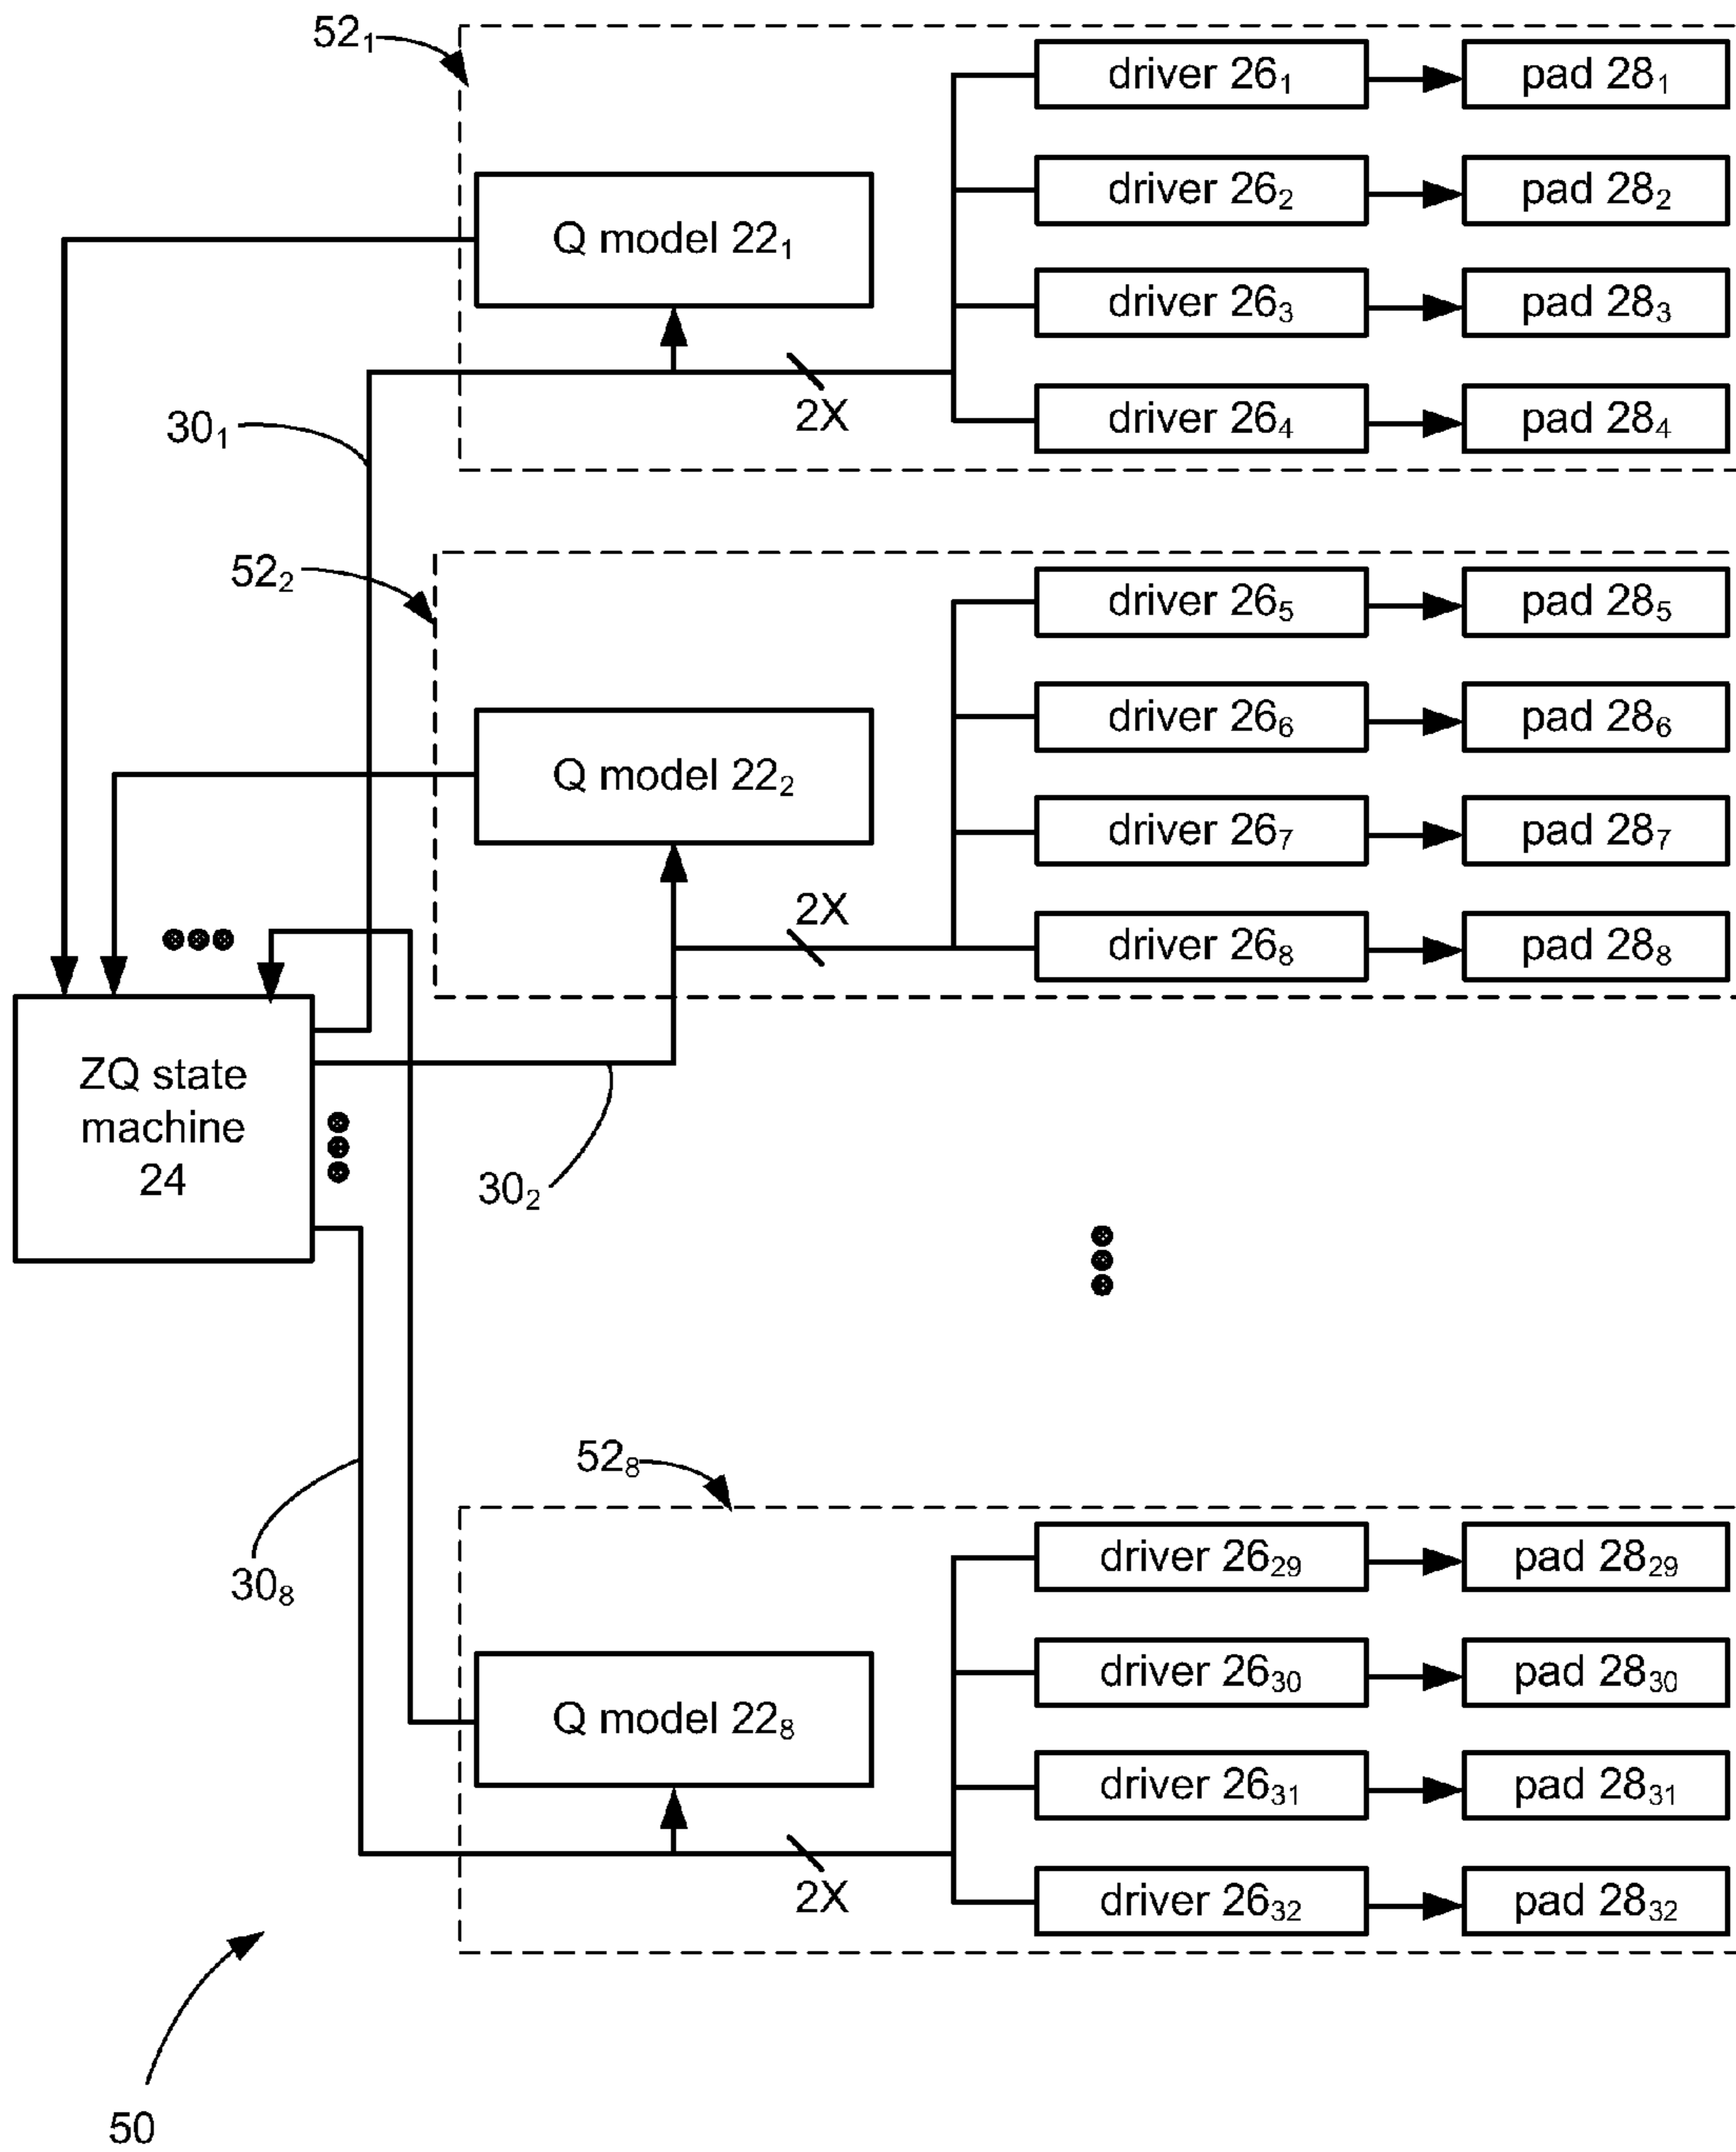 52₁
driver 26₁
pad 28₁
driver 26₂
pad 28₂
Q model 22₁
driver 26₃
pad 28₃
2X
driver 26₄
pad 28₄
30₁
52₂
driver 26₅
pad 28₅
driver 26₆
pad 28₆
Q model 22₂
driver 26₇
pad 28₇
2X
driver 26₈
pad 28₈
ZQ state
machine
24
30₂
52₈
driver 26₂₉
pad 28₂₉
30₈
driver 26₃₀
pad 28₃₀
Q model 22₈
driver 26₃₁
pad 28₃₁
2X
driver 26₃₂
pad 28₃₂
50